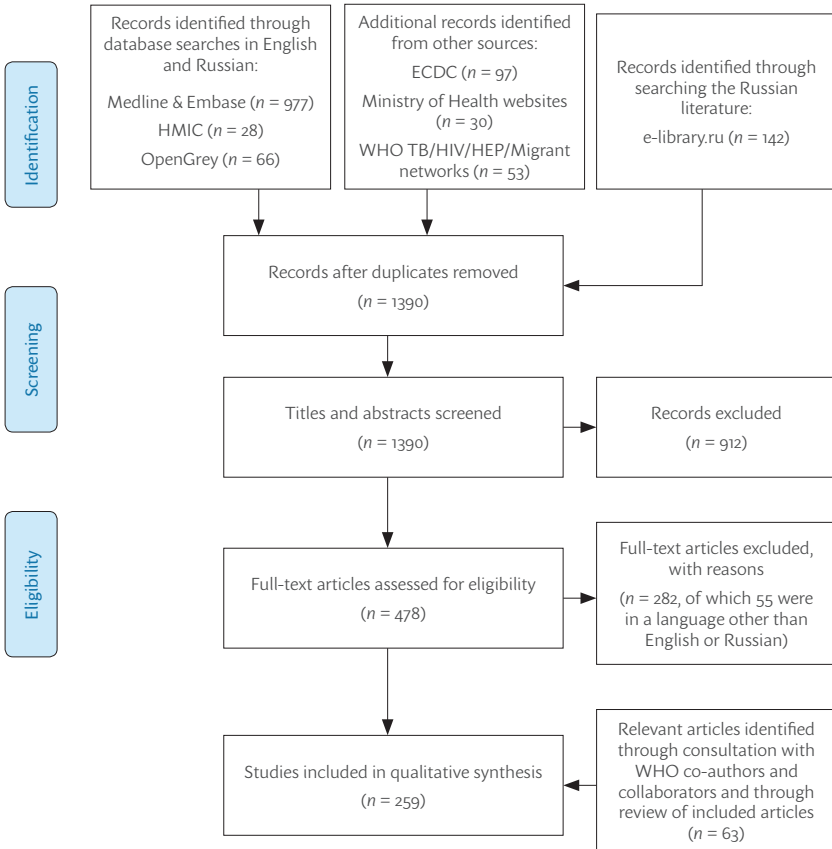 Identification
Records identified through
database searches in English
and Russian:
Medline & Embase (n = 977)
HMIC (n = 28)
OpenGrey (n = 66)
Additional records identified
from other sources:
ECDC (n = 97)
Ministry of Health websites
(n = 30)
WHO TB/HIV/HEP/Migrant
networks (n = 53)
Records identified through
searching the Russian
literature:
e-library.ru (n = 142)
Records after duplicates removed
(n = 1390)
Screening
Titles and abstracts screened
(n = 1390)
Records excluded
(n = 912)
Eligibility
Full-text articles assessed for eligibility
(n = 478)
Full-text articles excluded,
with reasons
(n = 282, of which 55 were
in a language other than
English or Russian)
Studies included in qualitative synthesis
(n = 259)
Relevant articles identified
through consultation with
WHO co-authors and
collaborators and through
review of included articles
(n = 63)